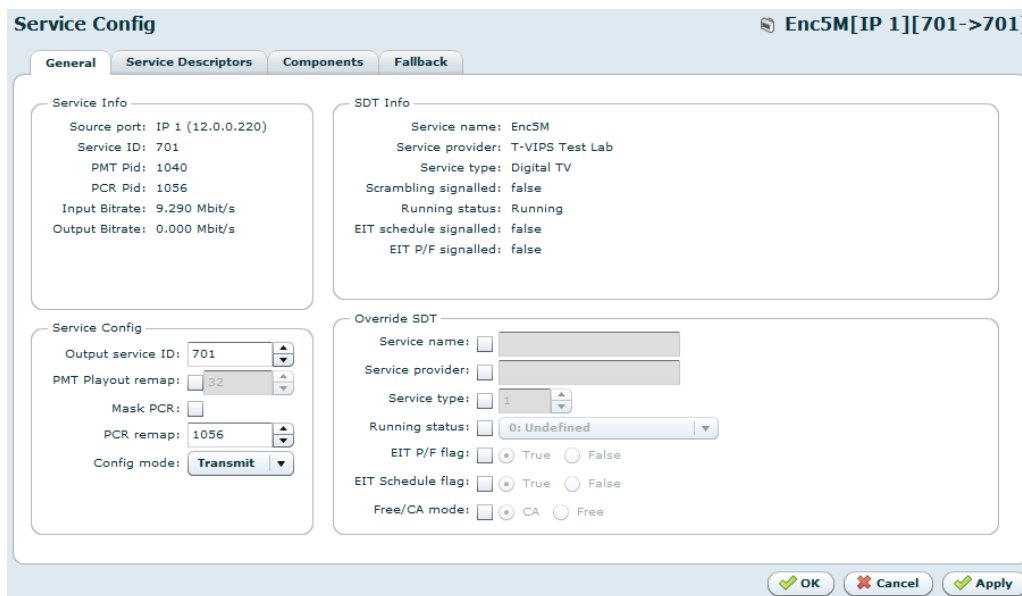 Service Config
Enc5M[IP 1][701->701]
General
Service Descriptors
Components
Fallback
Service Info
Source port: IP 1 (12.0.0.220)
Service ID: 701
PMT Pid: 1040
PCR Pid: 1056
Input Bitrate: 9.290 Mbit/s
Output Bitrate: 0.000 Mbit/s
SDT Info
Service name: Enc5M
Service provider: T-VIPS Test Lab
Service type: Digital TV
Scrambling signalled: false
Running status: Running
EIT schedule signalled: false
EIT P/F signalled: false
Service Config
Output service ID: 701
PMT Playout remap: 32
Mask PCR:
PCR remap: 1056
Config mode: Transmit
Override SDT
Service name:
Service provider:
Service type: 1
Running status: 0: Undefined
EIT P/F flag: True False
EIT Schedule flag: True False
Free/CA mode: CA Free
OK
Cancel
Apply